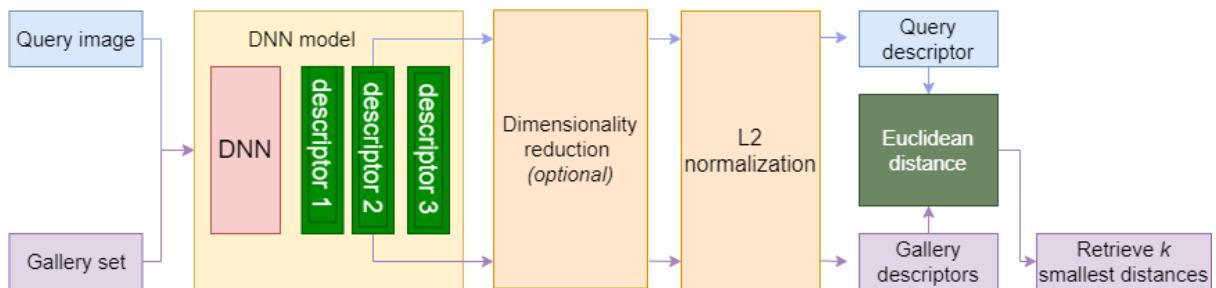 Query image
Gallery set
DNN model
DNN
descriptor 1
descriptor 2
descriptor 3
Dimensionality
reduction
(optional)
L2
normalization
Query
descriptor
Euclidean
distance
Gallery
descriptors
Retrieve k
smallest distances